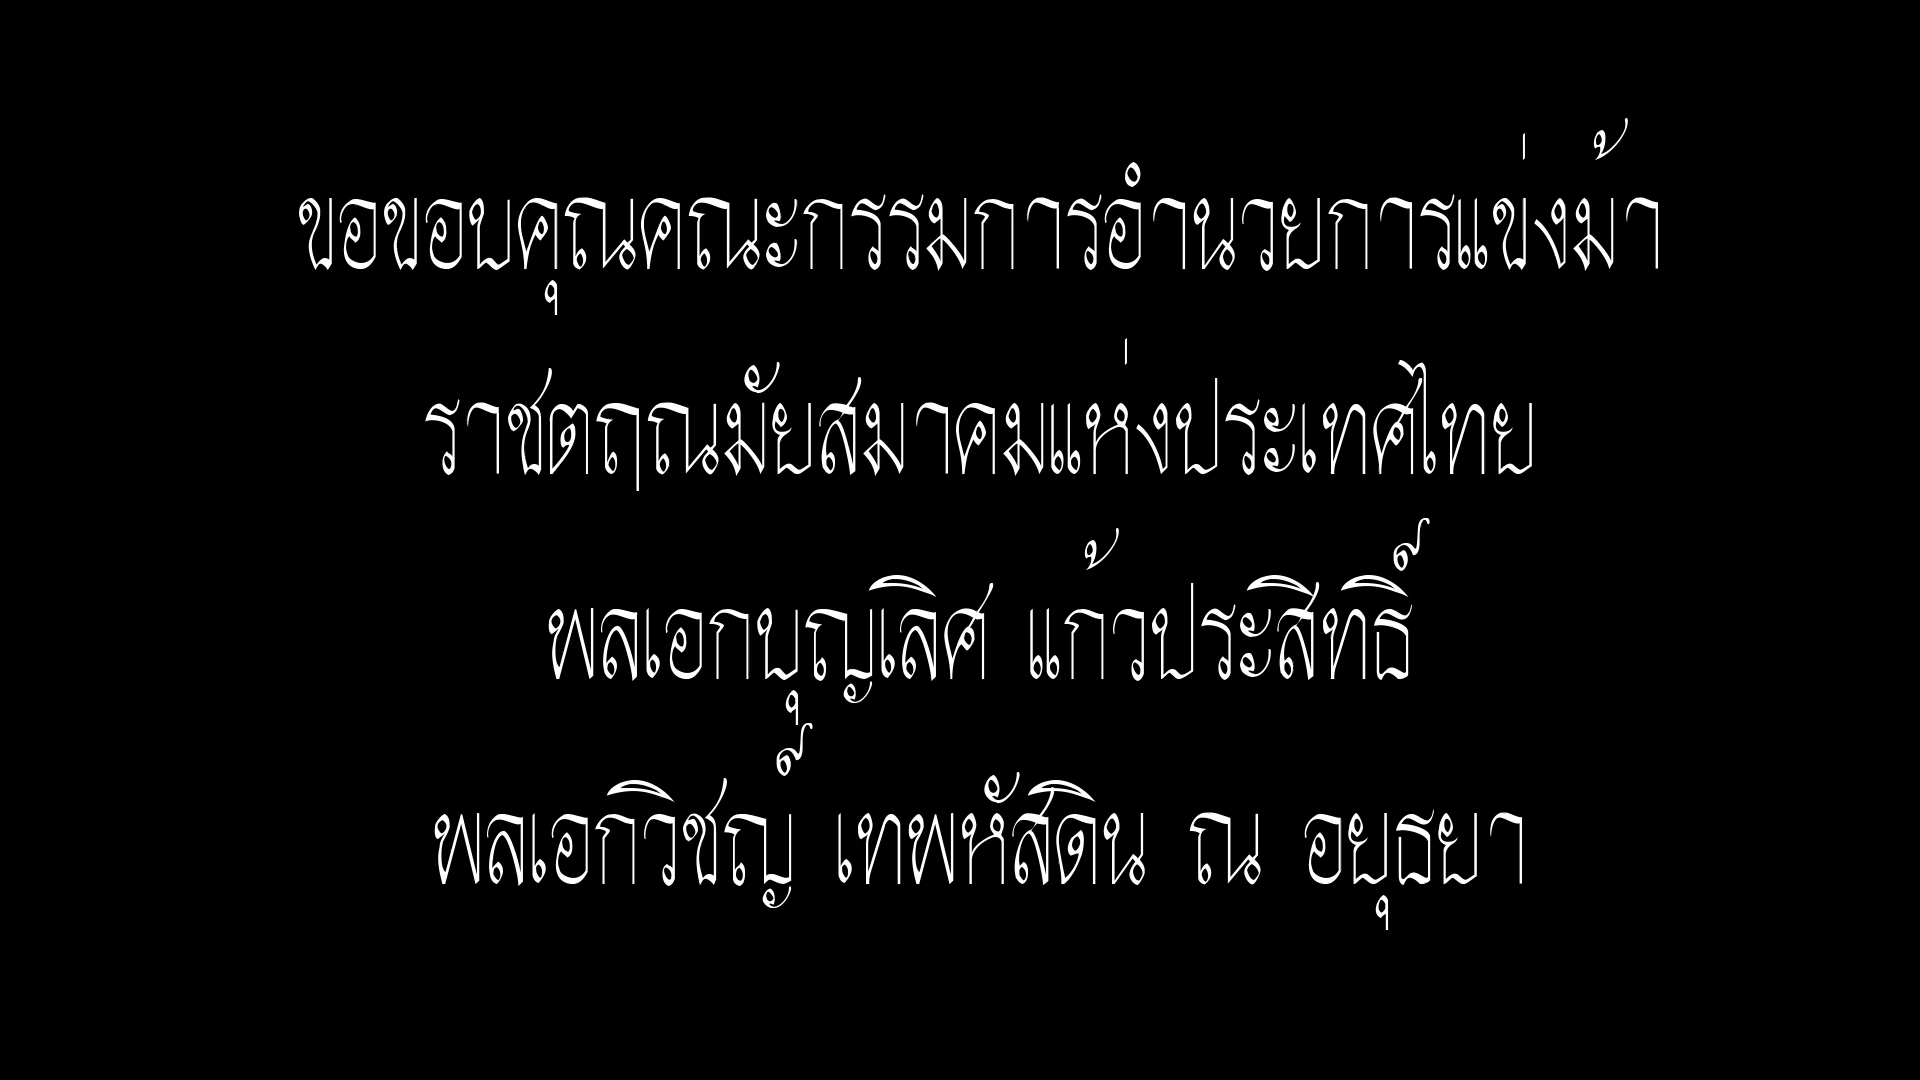 ขอขอบคุณคณะกรรมการอำนวยการแข่งม้า
ราชตฤณมัยสมาคมแห่งประเทศไทย
พลเอกบุญเลิศ แก้วประสิทธิ์
พลเอกวิชญ์ เทพหัสดิน ณ อยุธยา